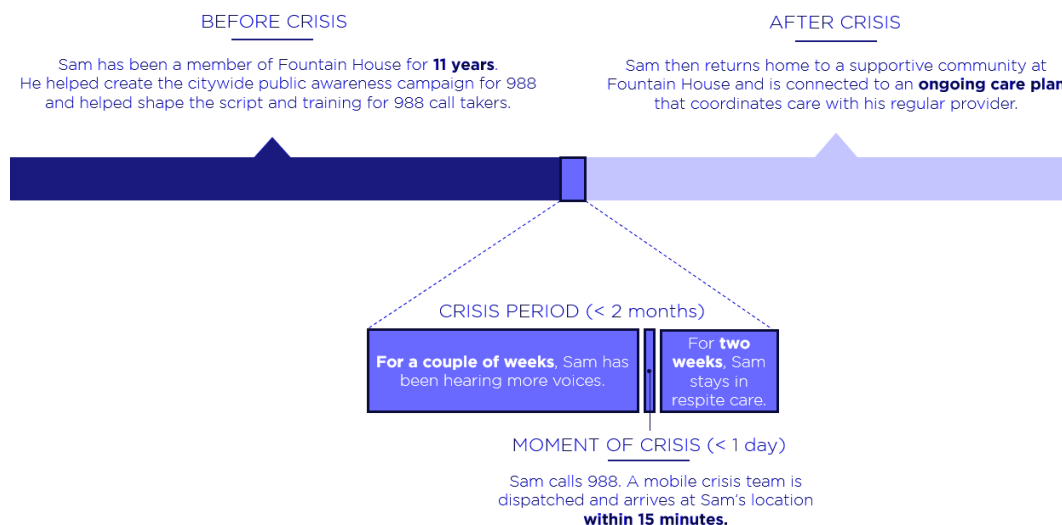 BEFORE CRISIS
Sam has been a member of Fountain House for 11 years.
He helped create the citywide public awareness campaign for 988
and helped shape the script and training for 988 call takers.
AFTER CRISIS
Sam then returns home to a supportive community at
Fountain House and is connected to an ongoing care plan
that coordinates care with his regular provider.
CRISIS PERIOD (< 2 months)
For a couple of weeks, Sam has
been hearing more voices.
For two
weeks, Sam
stays in
respite care.
MOMENT OF CRISIS (< 1 day)
Sam calls 988. A mobile crisis team is
dispatched and arrives at Sam's location
within 15 minutes.